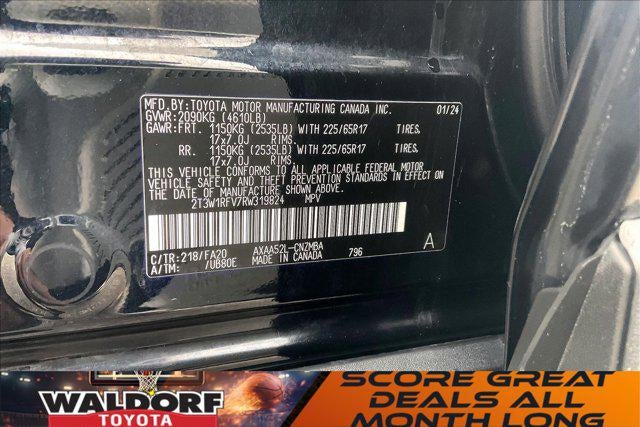 MFD.BY:TOYOTA MOTOR MANUFACTURING CANADA INC. 01/24
GVWR:2090KG (4610LB)
GAWR:FRT. 1150KG (2535LB) WITH 225/65R17 TIRES.
17x7.0J RIMS.
RR. 1150KG (2535LB) WITH 225/65R17 TIRES.
17x7.0J RIMS.
THIS VEHICLE CONFORMS TO ALL APPLICABLE FEDERAL MOTOR
VEHICLE SAFETY AND THEFT PREVENTION STANDARDS IN EFFECT ON
THE DATE OF MANUFACTURE SHOWN ABOVE.
2T3W1RFV7RW319824 MPV
C/TR:218/FA20 AXAA52L-CNZMBA A
A/TM: /UB80E MADE IN CANADA 796
WALDORF
TOYOTA
SCORE GREAT
DEALS ALL
MONTH LONG